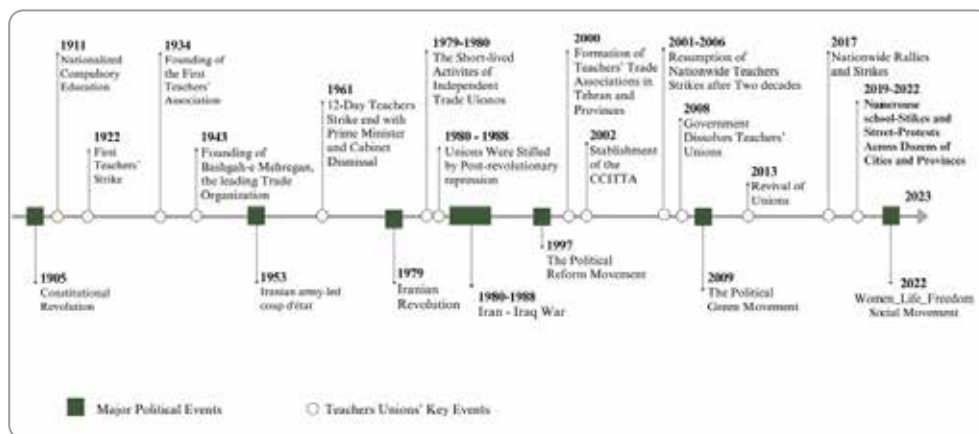 1911
Nationalized
Compulsory
Education
1922
First
Teachers'
Strike
1934
Founding of
the First
Teachers'
Association
1943
Founding of
Bashgah-e Mehregan,
the leading Trade
Organization
1961
12-Day Teachers
Strike end with
Prime Minister
and Cabinet
Dismissal
1979-1980
The Short-lived
Activites of
Independent
Trade Uionos
1980 - 1988
Unions Were Stilled
by Post-revolutionary
repression
2000
Formation of
Teachers' Trade
Associations in
Tehran and
Provinces
2002
Stablishment
of the
CCITTA
2001-2006
Resumption of
Nationwide Teachers
Strikes after Two decades
2008
Government
Dissolves Teachers'
Unions
2013
Revival of
Unions
2017
Nationwide Rallies
and Strikes
2019-2022
Numerouse
school-Stikes and
Street-Protests
Across Dozens of
Cities and Provinces
2023
1905
Constitutional
Revolution
1953
Iranian army-led
coup d'état
1979
Iranian
Revolution
1980-1988
Iran - Iraq War
1997
The Political
Reform Movement
2009
The Political
Green Movement
2022
Women_Life_Freedom
Social Movement
Major Political Events
Teachers Unions' Key Events